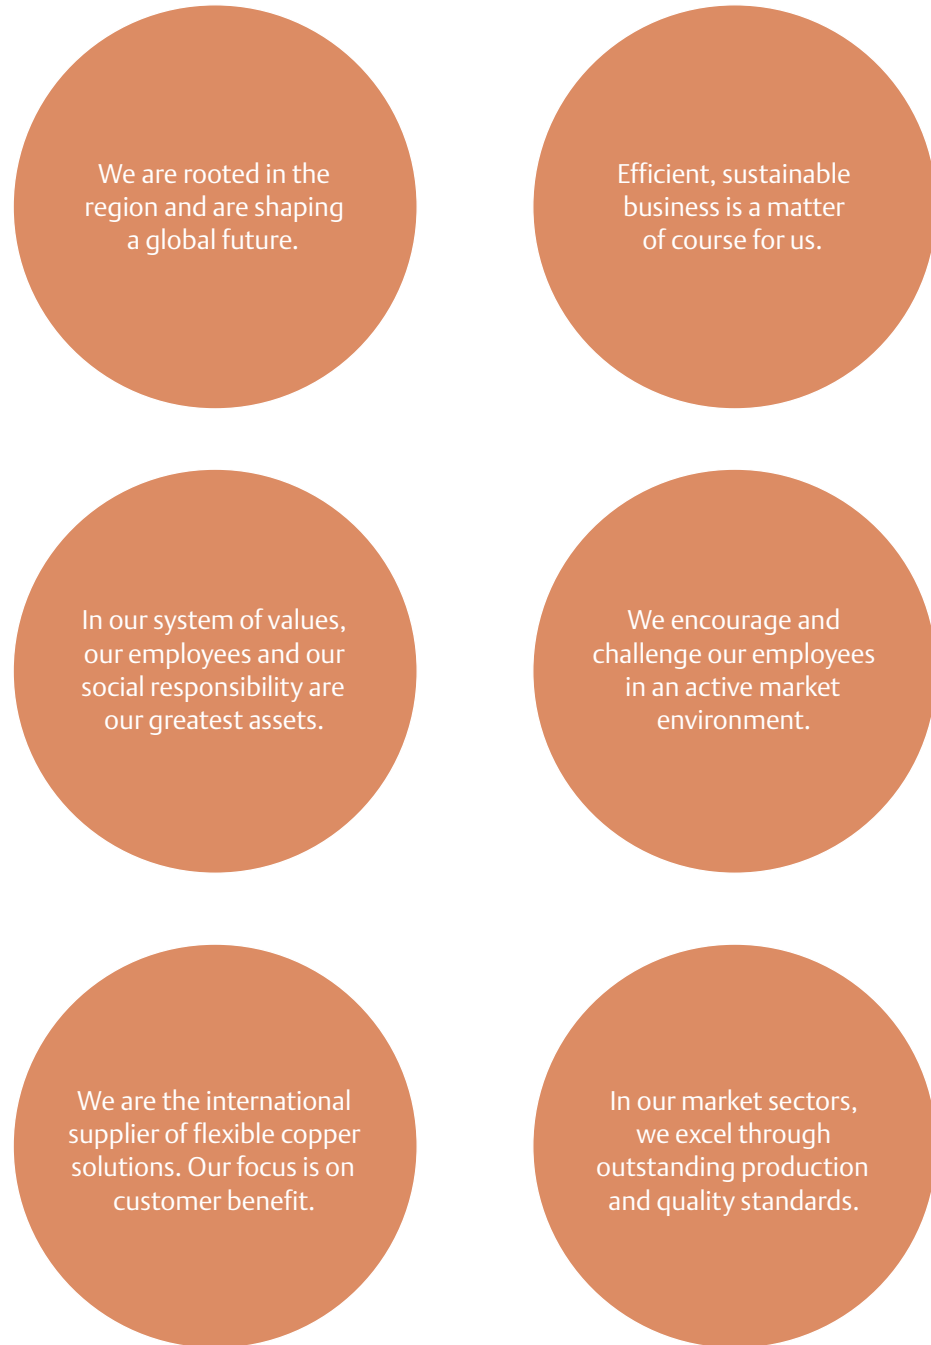 We are rooted in the
region and are shaping
a global future.
Efficient, sustainable
business is a matter
of course for us.
In our system of values,
our employees and our
social responsibility are
our greatest assets.
We encourage and
challenge our employees
in an active market
environment.
We are the international
supplier of flexible copper
solutions. Our focus is on
customer benefit.
In our market sectors,
we excel through
outstanding production
and quality standards.